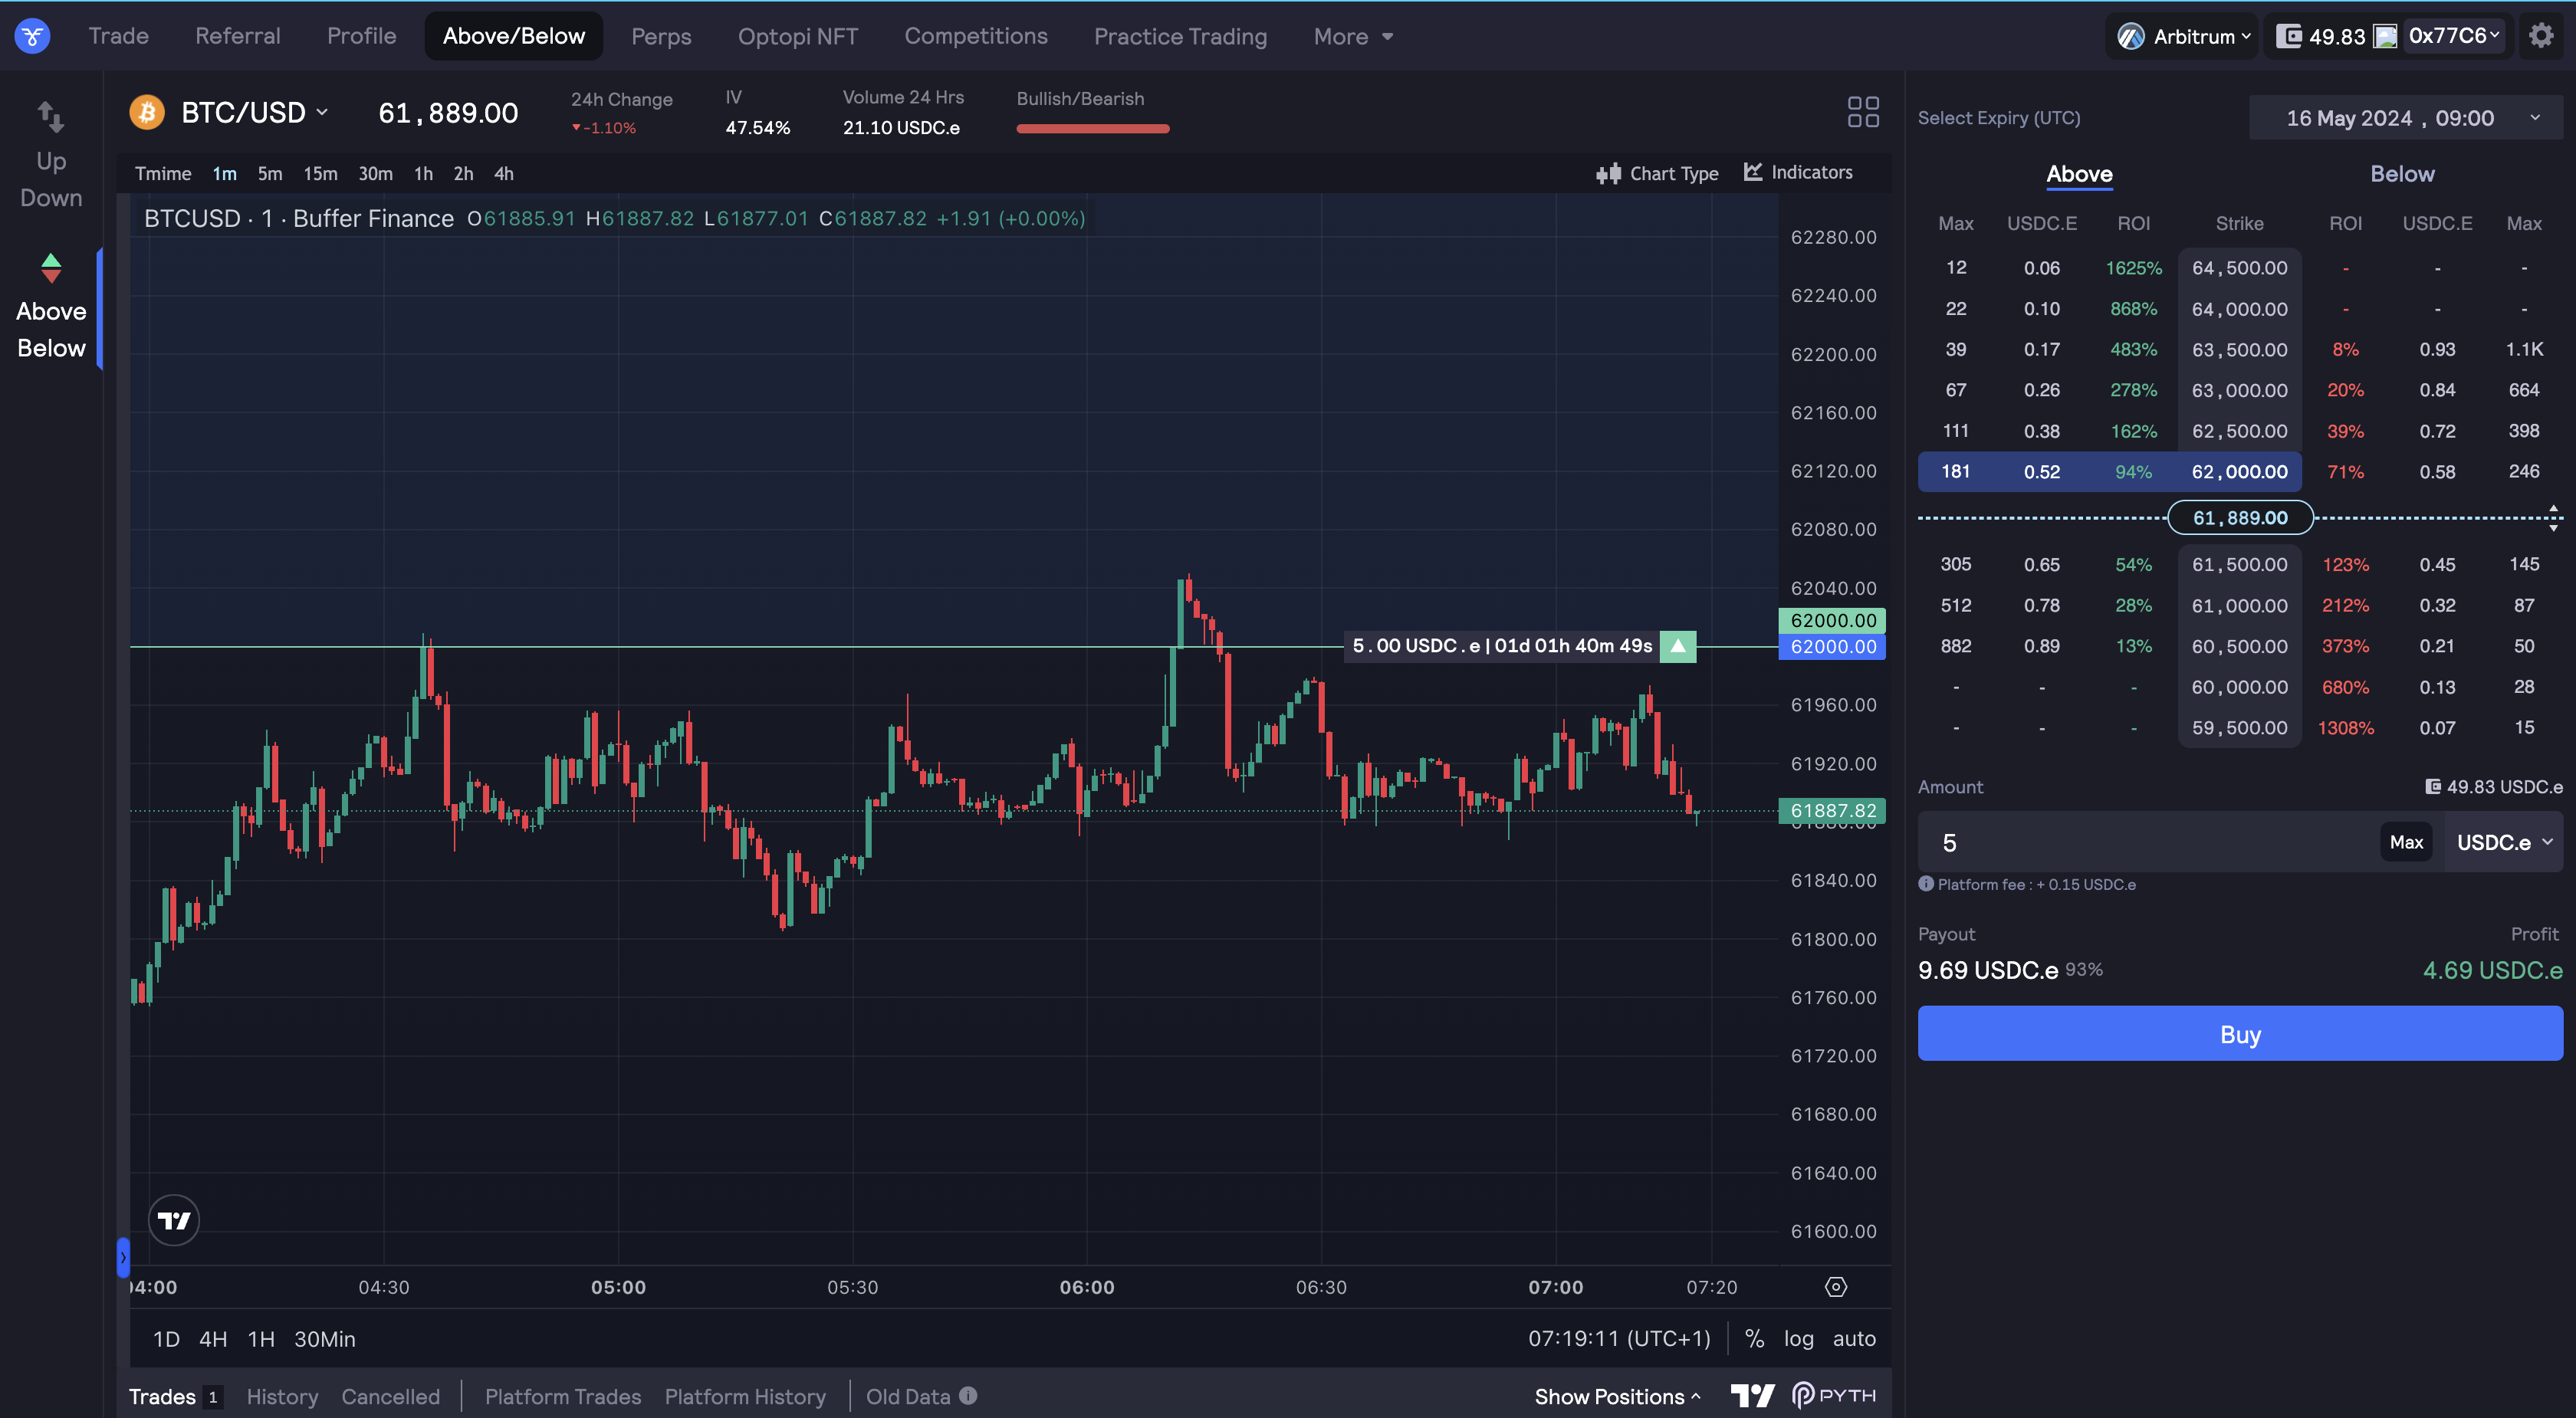 Trade Referral Profile Above/Below Perps Optopi NFT Competitions Practice Trading More Arbitrum 49.83 0x77C6
Up
Down
Above
Below
BTC/USD 61,889.00
24h Change
-1.10%
IV
47.54%
Volume 24 Hrs
21.10 USDC.e
Bullish/Bearish
Tmime 1m 5m 15m 30m 1h 2h 4h Chart Type Indicators
BTCUSD · 1 · Buffer Finance O61885.91 H61887.82 L61877.01 C61887.82 +1.91 (+0.00%)
62280.00
62240.00
62200.00
62160.00
62120.00
62080.00
62040.00
62000.00
5.00 USDC.e | 01d 01h 40m 49s 62000.00
61960.00
61920.00
61887.82
61880.00
61840.00
61800.00
61760.00
61720.00
61680.00
61640.00
61600.00
04:00 04:30 05:00 05:30 06:00 06:30 07:00 07:20
1D 4H 1H 30Min 07:19:11 (UTC+1) % log auto
Trades 1 History Cancelled Platform Trades Platform History Old Data Show Positions PYTH
Select Expiry (UTC) 16 May 2024 , 09:00
Above Below
Max USDC.E ROI Strike ROI USDC.E Max
12 0.06 1625% 64,500.00 - - -
22 0.10 868% 64,000.00 - - -
39 0.17 483% 63,500.00 8% 0.93 1.1K
67 0.26 278% 63,000.00 20% 0.84 664
111 0.38 162% 62,500.00 39% 0.72 398
181 0.52 94% 62,000.00 71% 0.58 246
61,889.00
305 0.65 54% 61,500.00 123% 0.45 145
512 0.78 28% 61,000.00 212% 0.32 87
882 0.89 13% 60,500.00 373% 0.21 50
- - - 60,000.00 680% 0.13 28
- - - 59,500.00 1308% 0.07 15
Amount 49.83 USDC.e
5 Max USDC.e
Platform fee : + 0.15 USDC.e
Payout Profit
9.69 USDC.e 93% 4.69 USDC.e
Buy